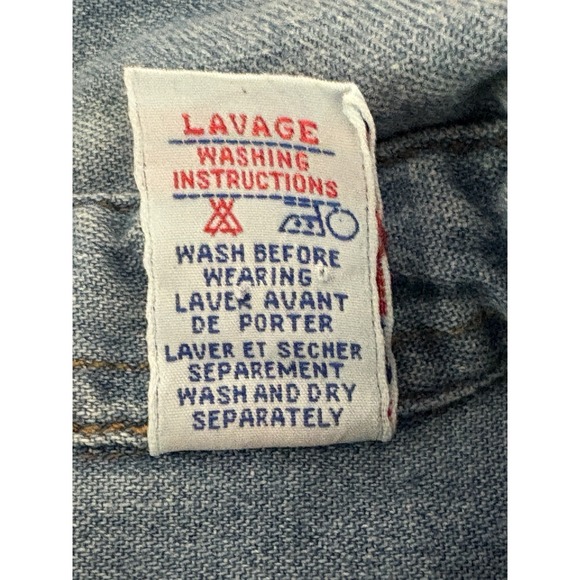 LAVAGE
WASHING
INSTRUCTIONS
WASH BEFORE
WEARING
LAVER AVANT
DE PORTER
LAVER ET SECHER
SEPAREMENT
WASH AND DRY
SEPARATELY